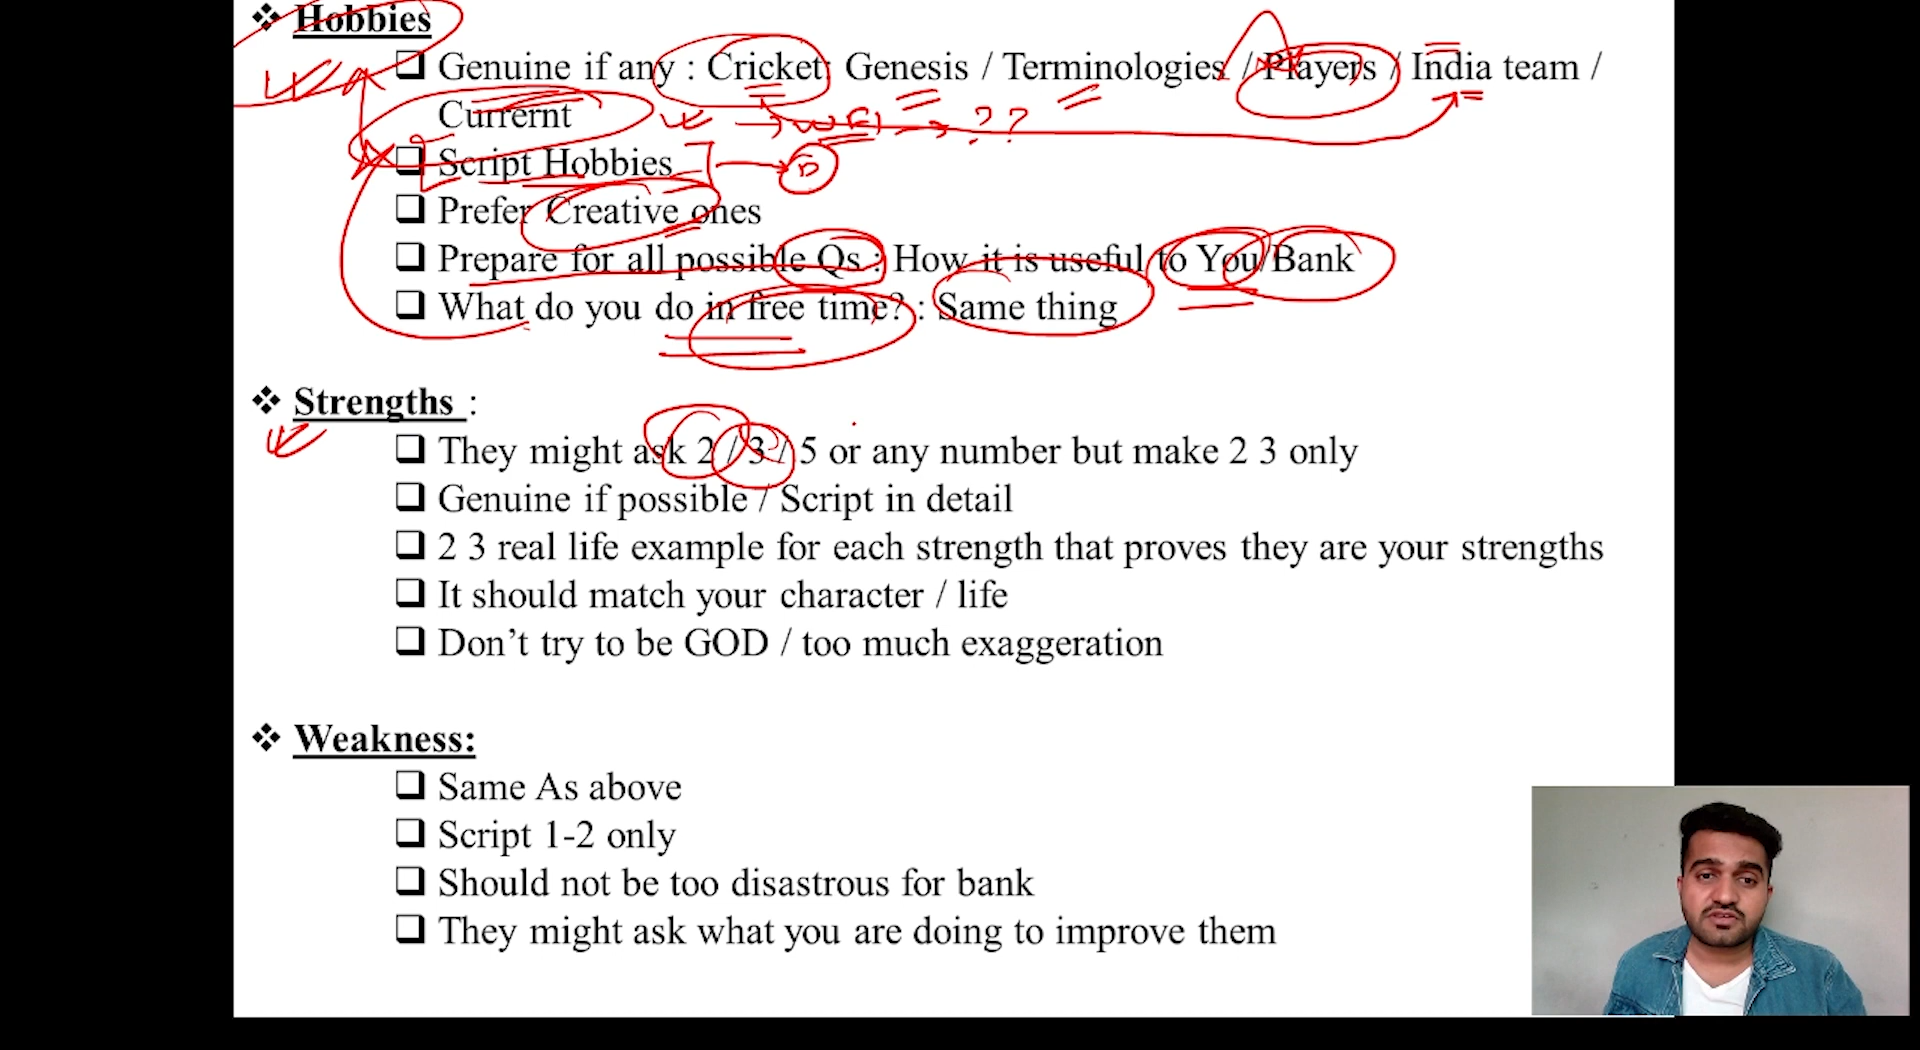 ❖ Hobbies
❑ Genuine if any : Cricket: Genesis / Terminologies / Players / India team /
Currernt
→ → ??
❑ Script Hobbies
❑ Prefer Creative ones
❑ Prepare for all possible Qs : How it is useful to You/Bank
❑ What do you do in free time? : Same thing
❖ Strengths :
❑ They might ask 2 / 3 / 5 or any number but make 2 3 only
❑ Genuine if possible / Script in detail
❑ 2 3 real life example for each strength that proves they are your strengths
❑ It should match your character / life
❑ Don’t try to be GOD / too much exaggeration
❖ Weakness:
❑ Same As above
❑ Script 1-2 only
❑ Should not be too disastrous for bank
❑ They might ask what you are doing to improve them